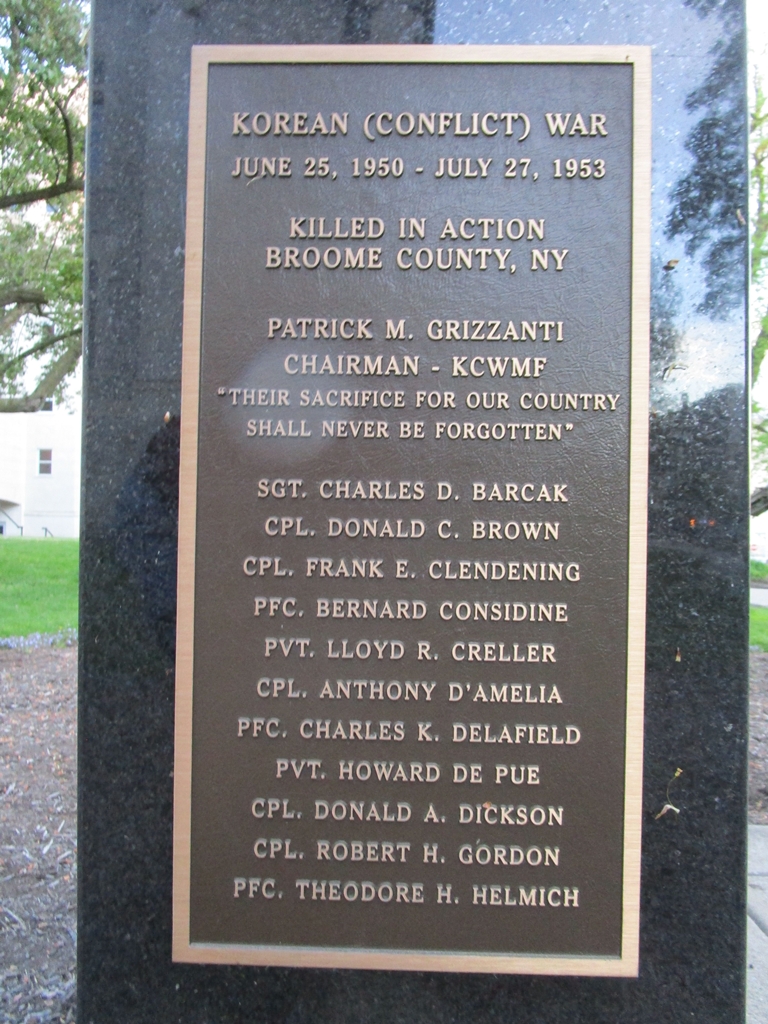 KOREAN (CONFLICT) WAR
JUNE 25, 1950 - JULY 27, 1953
KILLED IN ACTION
BROOME COUNTY, NY
PATRICK M. GRIZZANTI
CHAIRMAN - KCWMF
"THEIR SACRIFICE FOR OUR COUNTRY
SHALL NEVER BE FORGOTTEN"
SGT. CHARLES D. BARCAK
CPL. DONALD C. BROWN
CPL. FRANK E. CLENDENING
PFC. BERNARD CONSIDINE
PVT. LLOYD R. CRELLER
CPL. ANTHONY D'AMELIA
PFC. CHARLES K. DELAFIELD
PVT. HOWARD DE PUE
CPL. DONALD A. DICKSON
CPL. ROBERT H. GORDON
PFC. THEODORE H. HELMICH